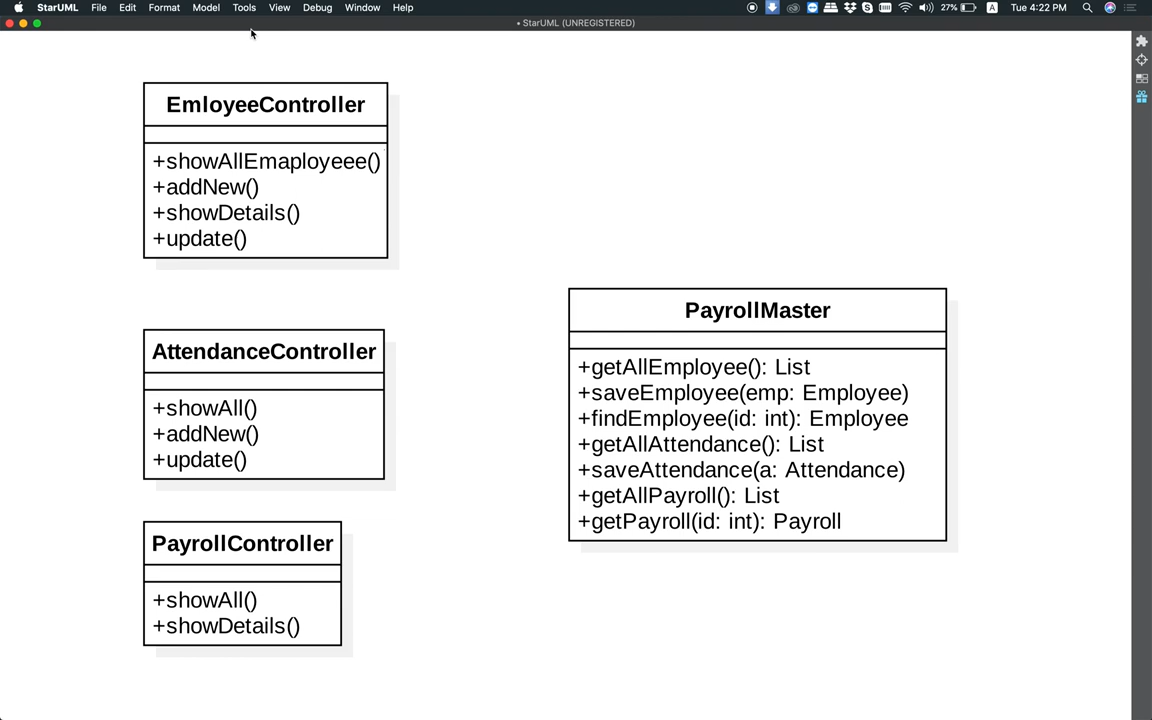 StarUML File Edit Format Model Tools View Debug Window Help 27% A Tue 4:22 PM
• StarUML (UNREGISTERED)
EmloyeeController
+showAllEmaployeee()
+addNew()
+showDetails()
+update()
AttendanceController
+showAll()
+addNew()
+update()
PayrollController
+showAll()
+showDetails()
PayrollMaster
+getAllEmployee(): List
+saveEmployee(emp: Employee)
+findEmployee(id: int): Employee
+getAllAttendance(): List
+saveAttendance(a: Attendance)
+getAllPayroll(): List
+getPayroll(id: int): Payroll